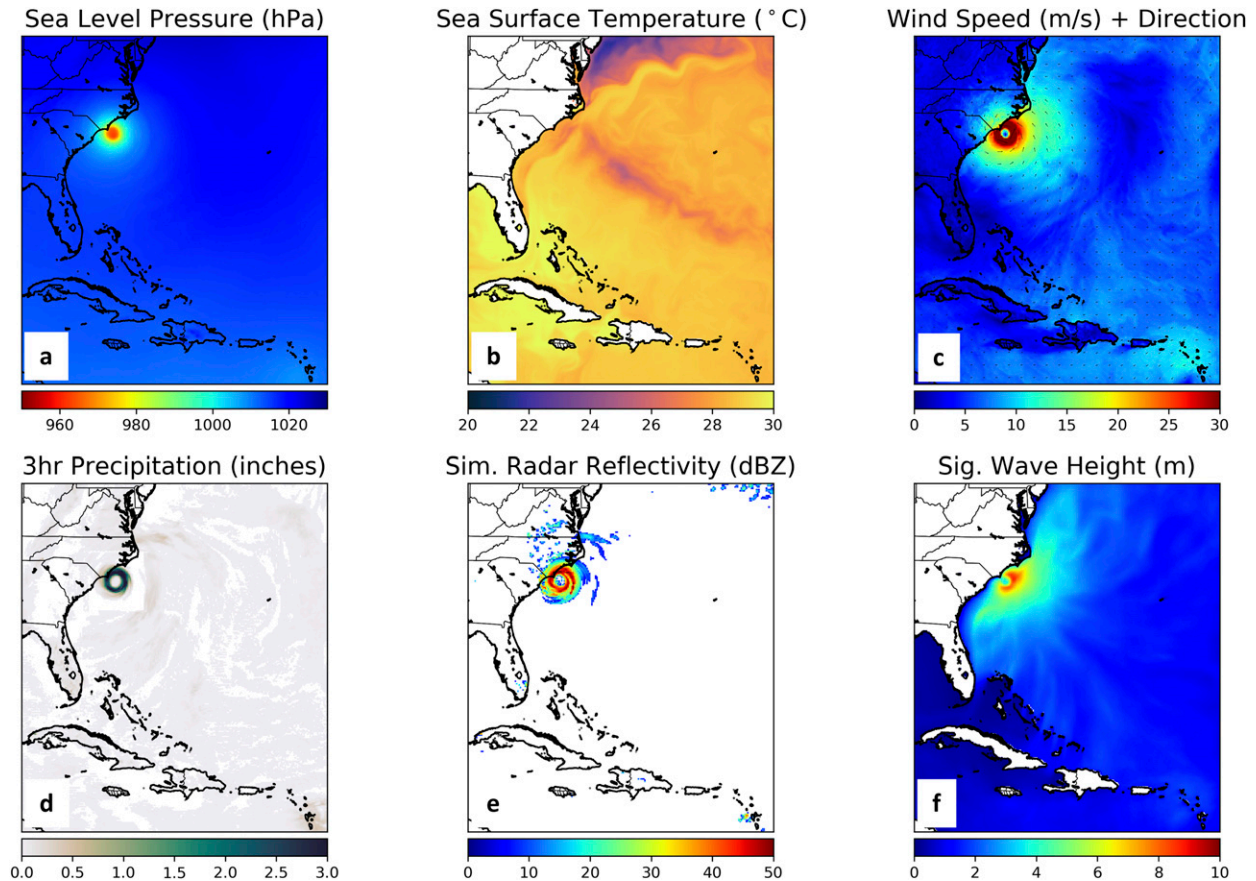 Sea Level Pressure (hPa)
Sea Surface Temperature (°C)
Wind Speed (m/s) + Direction
a
b
c
960 980 1000 1020
20 22 24 26 28 30
0 5 10 15 20 25 30
3hr Precipitation (inches)
Sim. Radar Reflectivity (dBZ)
Sig. Wave Height (m)
d
e
f
0.0 0.5 1.0 1.5 2.0 2.5 3.0
0 10 20 30 40 50
0 2 4 6 8 10